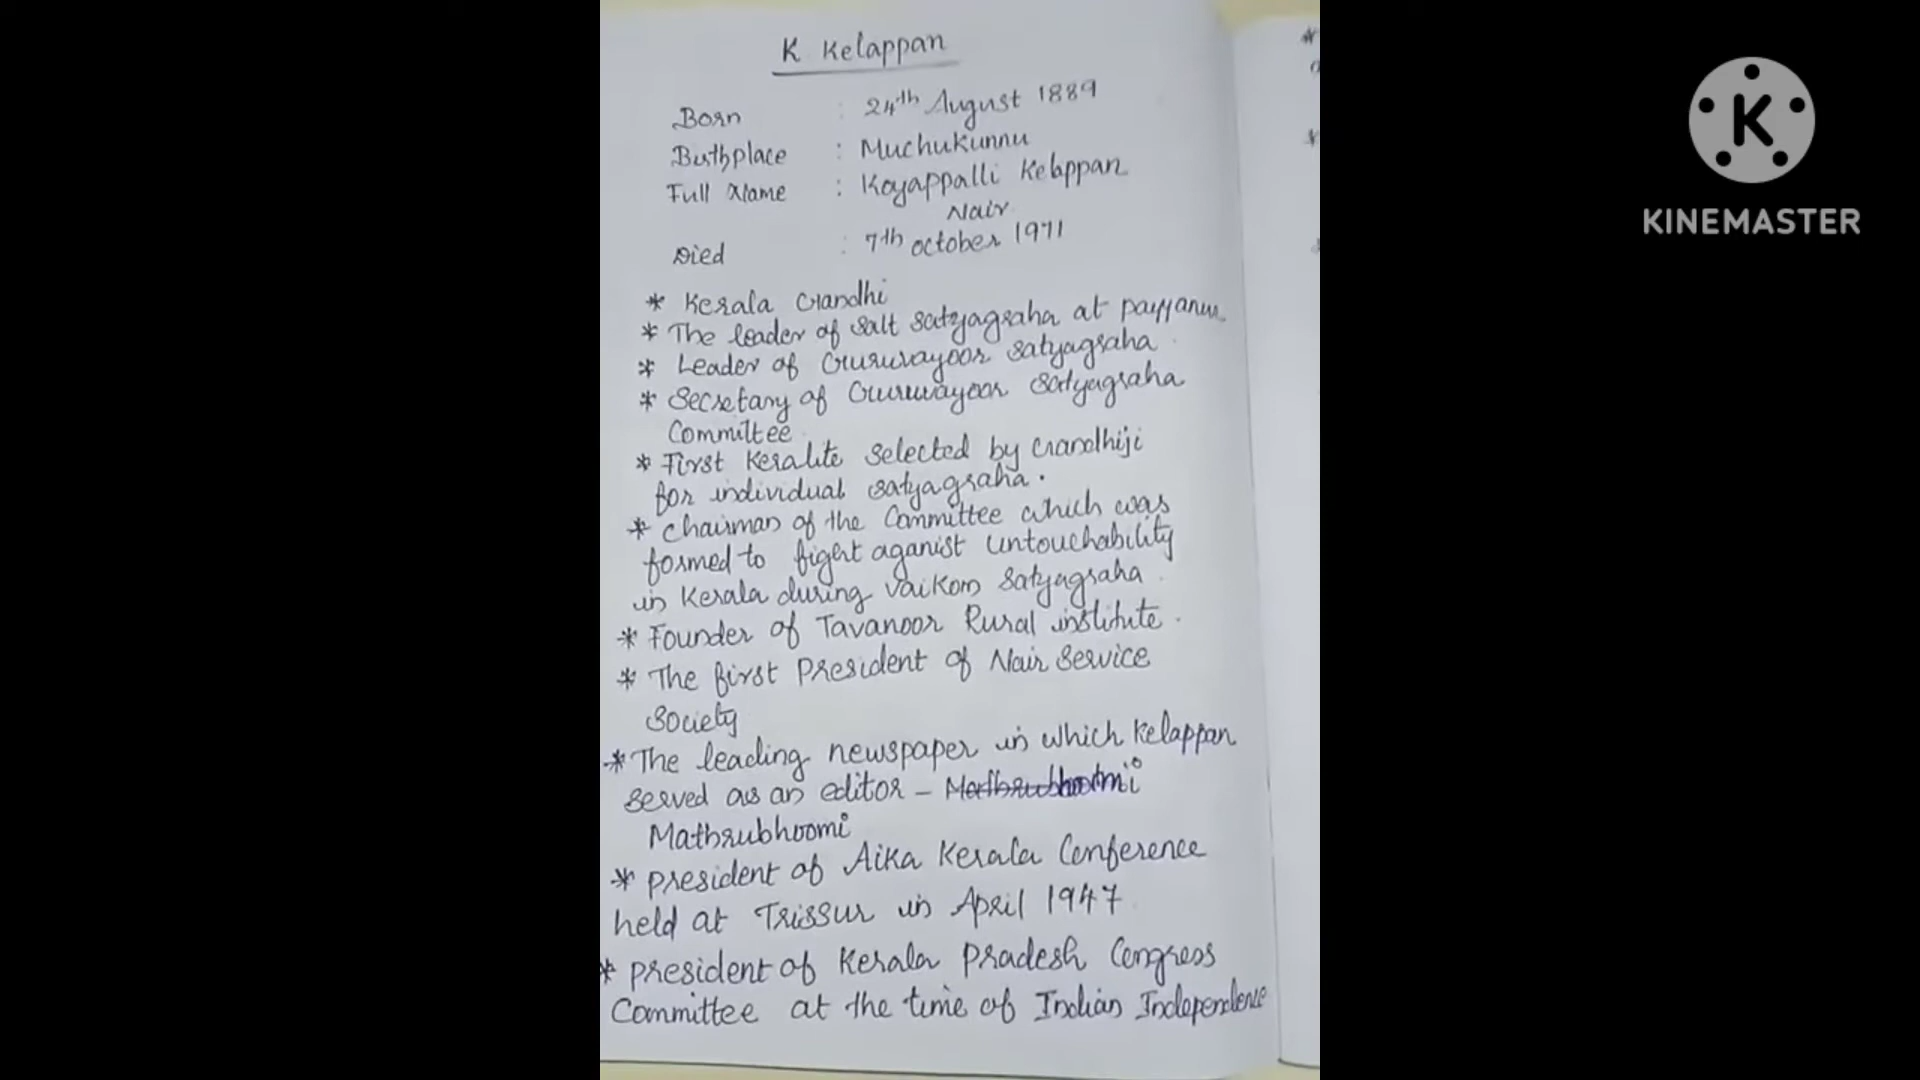 K Kelappan
Born : 24th August 1889
Birthplace : Muchukunnu
Full Name : Koyappalli Kelappan
Nair
Died : 7th october 1971
* Kerala Gandhi
* The leader of Salt Satyagraha at payyanur
* Leader of Guruvayoor Satyagraha
* Secretary of Guruvayoor Satyagraha
Committee
* First Keralite selected by Gandhiji
for individual satyagraha.
* Chairman of the Committee which was
formed to fight aganist untouchability
in Kerala during Vaikom Satyagraha
* Founder of Tavanoor Rural institute.
* The first President of Nair Service
Society
* The leading newspaper in which Kelappan
served as an editor - Mathrubhoomi
Mathrubhoomi
* president of Aika Kerala Conference
held at Trissur in April 1947
* president of Kerala Pradesh Congress
Committee at the time of Indian Independence
KINEMASTER